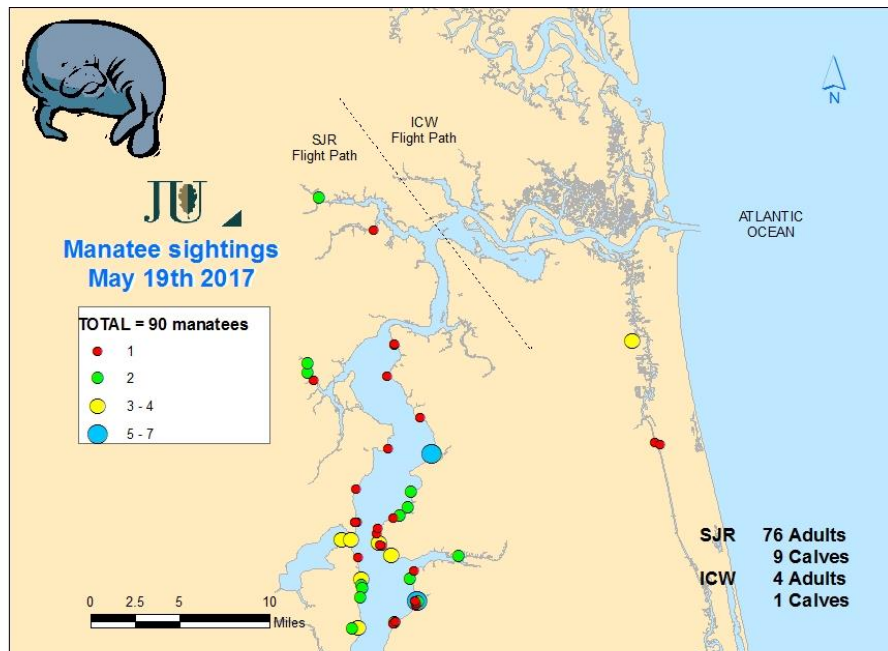 SJR
Flight Path
ICW
Flight Path
N
JU
ATLANTIC
OCEAN
Manatee sightings
May 19th 2017
TOTAL = 90 manatees
1
2
3 - 4
5 - 7
SJR 76 Adults
9 Calves
ICW 4 Adults
1 Calves
0 2.5 5 10
Miles